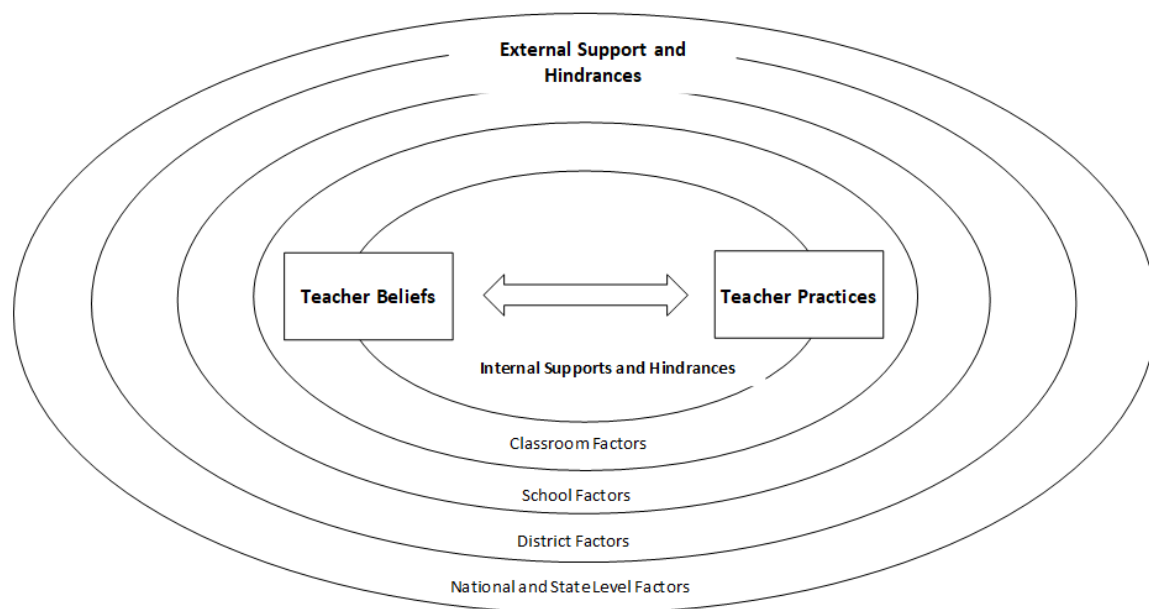 External Support and
Hindrances
Teacher Beliefs
Teacher Practices
Internal Supports and Hindrances
Classroom Factors
School Factors
District Factors
National and State Level Factors